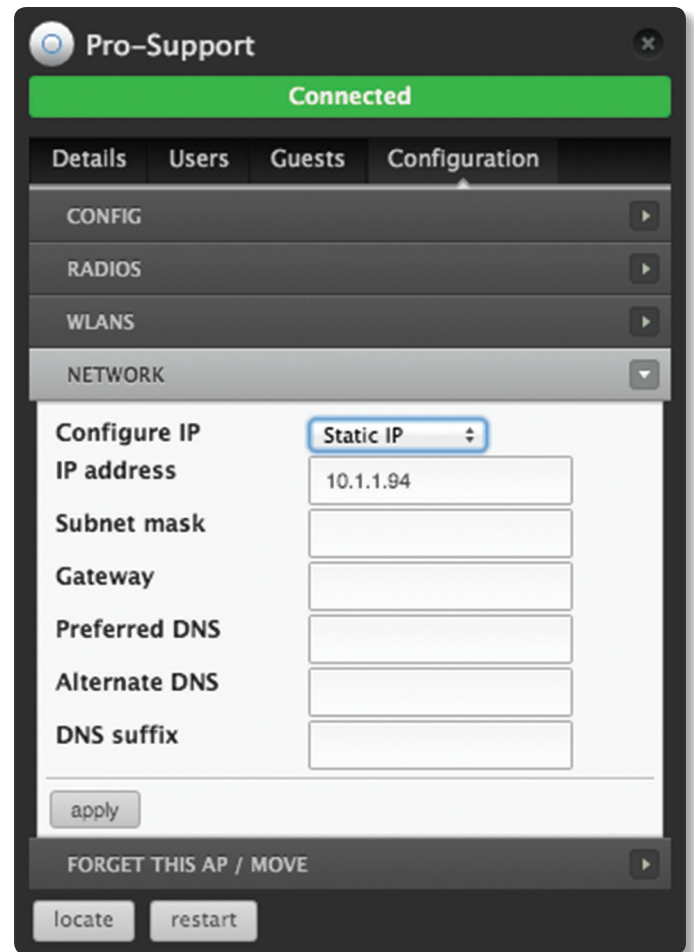 Pro-Support
Connected
Details Users Guests Configuration
CONFIG
RADIOS
WLANS
NETWORK
Configure IP Static IP
IP address 10.1.1.94
Subnet mask
Gateway
Preferred DNS
Alternate DNS
DNS suffix
apply
FORGET THIS AP / MOVE
locate restart